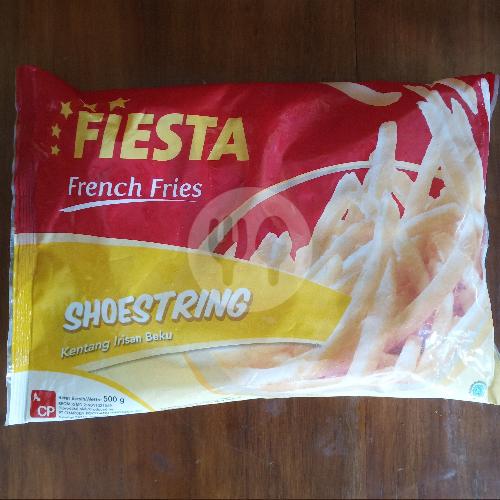 FIESTA
French Fries
SHOESTRING
Kentang Irisan Beku
500 g
CP